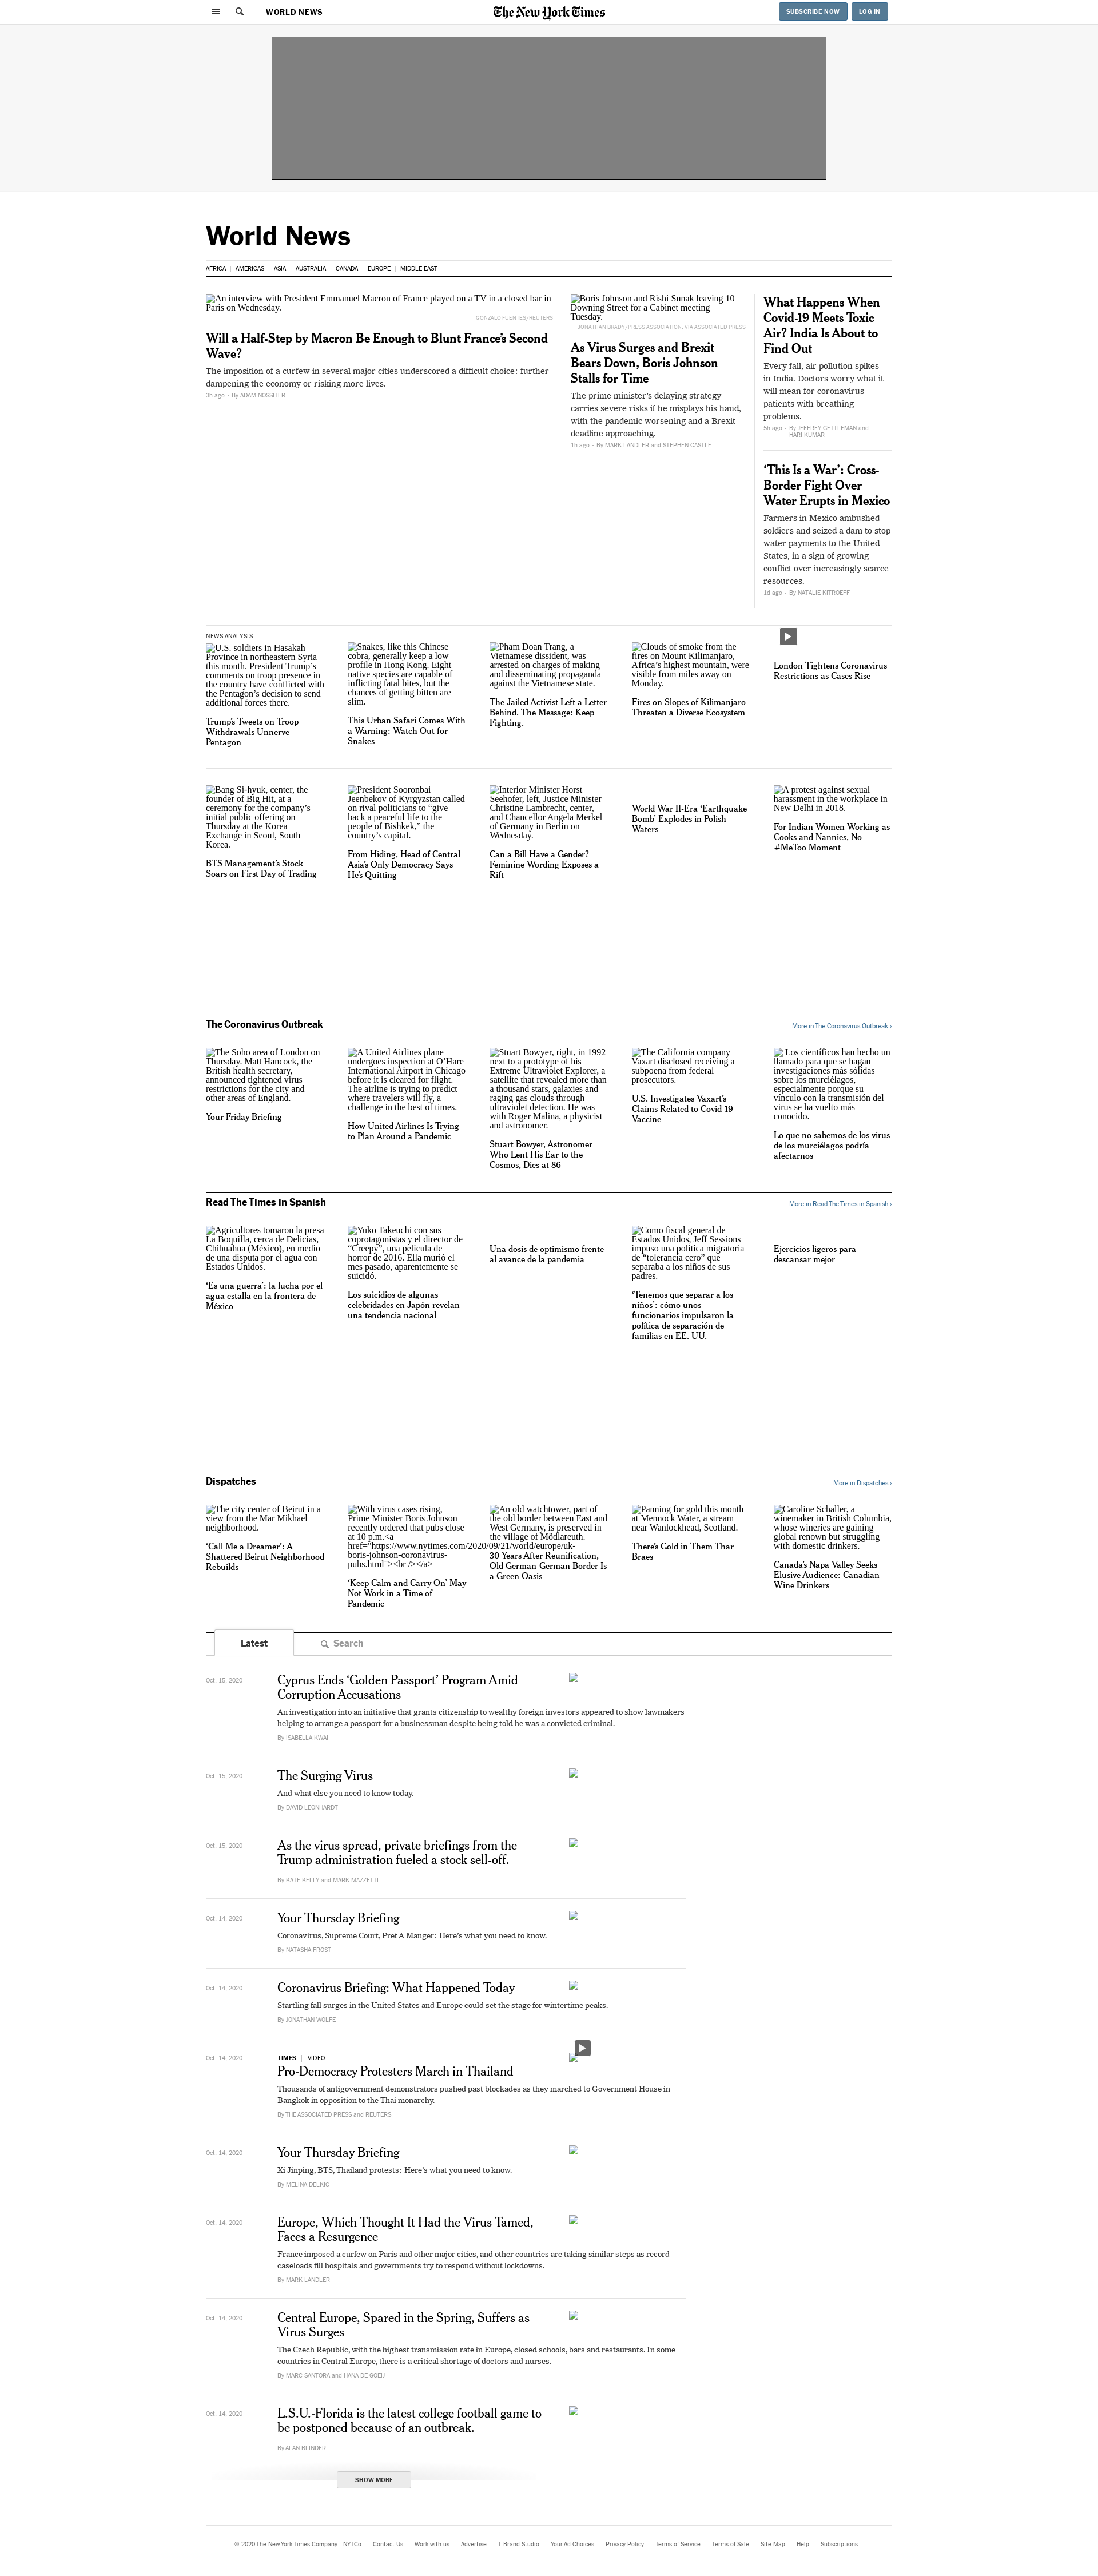 WORLD NEWS
The New York Times
SUBSCRIBE NOW
LOG IN
World News
AFRICA
AMERICAS
ASIA
AUSTRALIA
CANADA
EUROPE
MIDDLE EAST
An interview with President Emmanuel Macron of France played on a TV in a closed bar in
Paris on Wednesday.
GONZALO FUENTES/REUTERS
Will a Half-Step by Macron Be Enough to Blunt France's Second
Wave?
The imposition of a curfew in several major cities underscored a difficult choice: further
dampening the economy or risking more lives.
3h ago - By ADAM NOSSITER
Boris Johnson and Rishi Sunak leaving 10
Downing Street for a Cabinet meeting
Tuesday.
JONATHAN BRADY/PRESS ASSOCIATION, VIA ASSOCIATED PRESS
As Virus Surges and Brexit
Bears Down, Boris Johnson
Stalls for Time
The prime minister's delaying strategy
carries severe risks if he misplays his hand,
with the pandemic worsening and a Brexit
deadline approaching.
1h ago - By MARK LANDLER and STEPHEN CASTLE
What Happens When
Covid-19 Meets Toxic
Air? India Is About to
Find Out
Every fall, air pollution spikes
in India. Doctors worry what it
will mean for coronavirus
patients with breathing
problems.
5h ago - By JEFFREY GETTLEMAN and
HARI KUMAR
'This Is a War': Cross-
Border Fight Over
Water Erupts in Mexico
Farmers in Mexico ambushed
soldiers and seized a dam to stop
water payments to the United
States, in a sign of growing
conflict over increasingly scarce
resources.
1d ago - By NATALIE KITROEFF
NEWS ANALYSIS
U.S. soldiers in Hasakah
Province in northeastern Syria
this month. President Trump's
comments on troop presence in
the country have conflicted with
the Pentagon's decision to send
additional forces there.
Trump's Tweets on Troop
Withdrawals Unnerve
Pentagon
Snakes, like this Chinese
cobra, generally keep a low
profile in Hong Kong. Eight
native species are capable of
inflicting fatal bites, but the
chances of getting bitten are
slim.
This Urban Safari Comes With
a Warning: Watch Out for
Snakes
Pham Doan Trang, a
Vietnamese dissident, was
arrested on charges of making
and disseminating propaganda
against the Vietnamese state.
The Jailed Activist Left a Letter
Behind. The Message: Keep
Fighting.
Clouds of smoke from the
fires on Mount Kilimanjaro,
Africa's highest mountain, were
visible from miles away on
Monday.
Fires on Slopes of Kilimanjaro
Threaten a Diverse Ecosystem
London Tightens Coronavirus
Restrictions as Cases Rise
Bang Si-hyuk, center, the
founder of Big Hit, at a
ceremony for the company's
initial public offering on
Thursday at the Korea
Exchange in Seoul, South
Korea.
BTS Management's Stock
Soars on First Day of Trading
President Sooronbai
Jeenbekov of Kyrgyzstan called
on rival politicians to "give
back a peaceful life to the
people of Bishkek," the
country's capital.
From Hiding, Head of Central
Asia's Only Democracy Says
He's Quitting
Interior Minister Horst
Seehofer, left, Justice Minister
Christine Lambrecht, center,
and Chancellor Angela Merkel
of Germany in Berlin on
Wednesday.
Can a Bill Have a Gender?
Feminine Wording Exposes a
Rift
World War II-Era 'Earthquake
Bomb' Explodes in Polish
Waters
A protest against sexual
harassment in the workplace in
New Delhi in 2018.
For Indian Women Working as
Cooks and Nannies, No
#MeToo Moment
The Coronavirus Outbreak
More in The Coronavirus Outbreak ›
The Soho area of London on
Thursday. Matt Hancock, the
British health secretary,
announced tightened virus
restrictions for the city and
other areas of England.
Your Friday Briefing
A United Airlines plane
undergoes inspection at O'Hare
International Airport in Chicago
before it is cleared for flight.
The airline is trying to predict
where travelers will fly, a
challenge in the best of times.
How United Airlines Is Trying
to Plan Around a Pandemic
Stuart Bowyer, right, in 1992
next to a prototype of his
Extreme Ultraviolet Explorer, a
satellite that revealed more than
a thousand stars, galaxies and
raging gas clouds through
ultraviolet detection. He was
with Roger Malina, a physicist
and astronomer.
Stuart Bowyer, Astronomer
Who Lent His Ear to the
Cosmos, Dies at 86
The California company
Vaxart disclosed receiving a
subpoena from federal
prosecutors.
U.S. Investigates Vaxart's
Claims Related to Covid-19
Vaccine
Los científicos han hecho un
llamado para que se hagan
investigaciones más sólidas
sobre los murciélagos,
especialmente porque su
vínculo con la transmisión del
virus se ha vuelto más
conocido.
Lo que no sabemos de los virus
de los murciélagos podría
afectarnos
Read The Times in Spanish
More in Read The Times in Spanish ›
Agricultores tomaron la presa
La Boquilla, cerca de Delicias,
Chihuahua (México), en medio
de una disputa por el agua con
Estados Unidos.
'Es una guerra': la lucha por el
agua estalla en la frontera de
México
Yuko Takeuchi con sus
coprotagonistas y el director de
"Creepy", una película de
horror de 2016. Ella murió el
mes pasado, aparentemente se
suicidó.
Los suicidios de algunas
celebridades en Japón revelan
una tendencia nacional
Una dosis de optimismo frente
al avance de la pandemia
Como fiscal general de
Estados Unidos, Jeff Sessions
impuso una política migratoria
de "tolerancia cero" que
separaba a los niños de sus
padres.
'Tenemos que separar a los
niños': cómo unos
funcionarios impulsaron la
política de separación de
familias en EE. UU.
Ejercicios ligeros para
descansar mejor
Dispatches
More in Dispatches ›
The city center of Beirut in a
view from the Mar Mikhael
neighborhood.
'Call Me a Dreamer': A
Shattered Beirut Neighborhood
Rebuilds
With virus cases rising,
Prime Minister Boris Johnson
recently ordered that pubs close
at 10 p.m.<a
href="https://www.nytimes.com/2020/09/21/world/europe/uk-
boris-johnson-coronavirus-
pubs.html"><br /></a>
'Keep Calm and Carry On' May
Not Work in a Time of
Pandemic
An old watchtower, part of
the old border between East and
West Germany, is preserved in
the village of Mödlareuth.
30 Years After Reunification,
Old German-German Border Is
a Green Oasis
Panning for gold this month
at Mennock Water, a stream
near Wanlockhead, Scotland.
There's Gold in Them Thar
Braes
Caroline Schaller, a
winemaker in British Columbia,
whose wineries are gaining
global renown but struggling
with domestic drinkers.
Canada's Napa Valley Seeks
Elusive Audience: Canadian
Wine Drinkers
Latest
Search
Oct. 15, 2020
Cyprus Ends 'Golden Passport' Program Amid
Corruption Accusations
An investigation into an initiative that grants citizenship to wealthy foreign investors appeared to show lawmakers
helping to arrange a passport for a businessman despite being told he was a convicted criminal.
By ISABELLA KWAI
Oct. 15, 2020
The Surging Virus
And what else you need to know today.
By DAVID LEONHARDT
Oct. 15, 2020
As the virus spread, private briefings from the
Trump administration fueled a stock sell-off.
By KATE KELLY and MARK MAZZETTI
Oct. 14, 2020
Your Thursday Briefing
Coronavirus, Supreme Court, Pret A Manger: Here's what you need to know.
By NATASHA FROST
Oct. 14, 2020
Coronavirus Briefing: What Happened Today
Startling fall surges in the United States and Europe could set the stage for wintertime peaks.
By JONATHAN WOLFE
Oct. 14, 2020
TIMES | VIDEO
Pro-Democracy Protesters March in Thailand
Thousands of antigovernment demonstrators pushed past blockades as they marched to Government House in
Bangkok in opposition to the Thai monarchy.
By THE ASSOCIATED PRESS and REUTERS
Oct. 14, 2020
Your Thursday Briefing
Xi Jinping, BTS, Thailand protests: Here's what you need to know.
By MELINA DELKIC
Oct. 14, 2020
Europe, Which Thought It Had the Virus Tamed,
Faces a Resurgence
France imposed a curfew on Paris and other major cities, and other countries are taking similar steps as record
caseloads fill hospitals and governments try to respond without lockdowns.
By MARK LANDLER
Oct. 14, 2020
Central Europe, Spared in the Spring, Suffers as
Virus Surges
The Czech Republic, with the highest transmission rate in Europe, closed schools, bars and restaurants. In some
countries in Central Europe, there is a critical shortage of doctors and nurses.
By MARC SANTORA and HANA DE GOEIJ
Oct. 14, 2020
L.S.U.-Florida is the latest college football game to
be postponed because of an outbreak.
By ALAN BLINDER
SHOW MORE
© 2020 The New York Times Company
NYTCo
Contact Us
Work with us
Advertise
T Brand Studio
Your Ad Choices
Privacy Policy
Terms of Service
Terms of Sale
Site Map
Help
Subscriptions